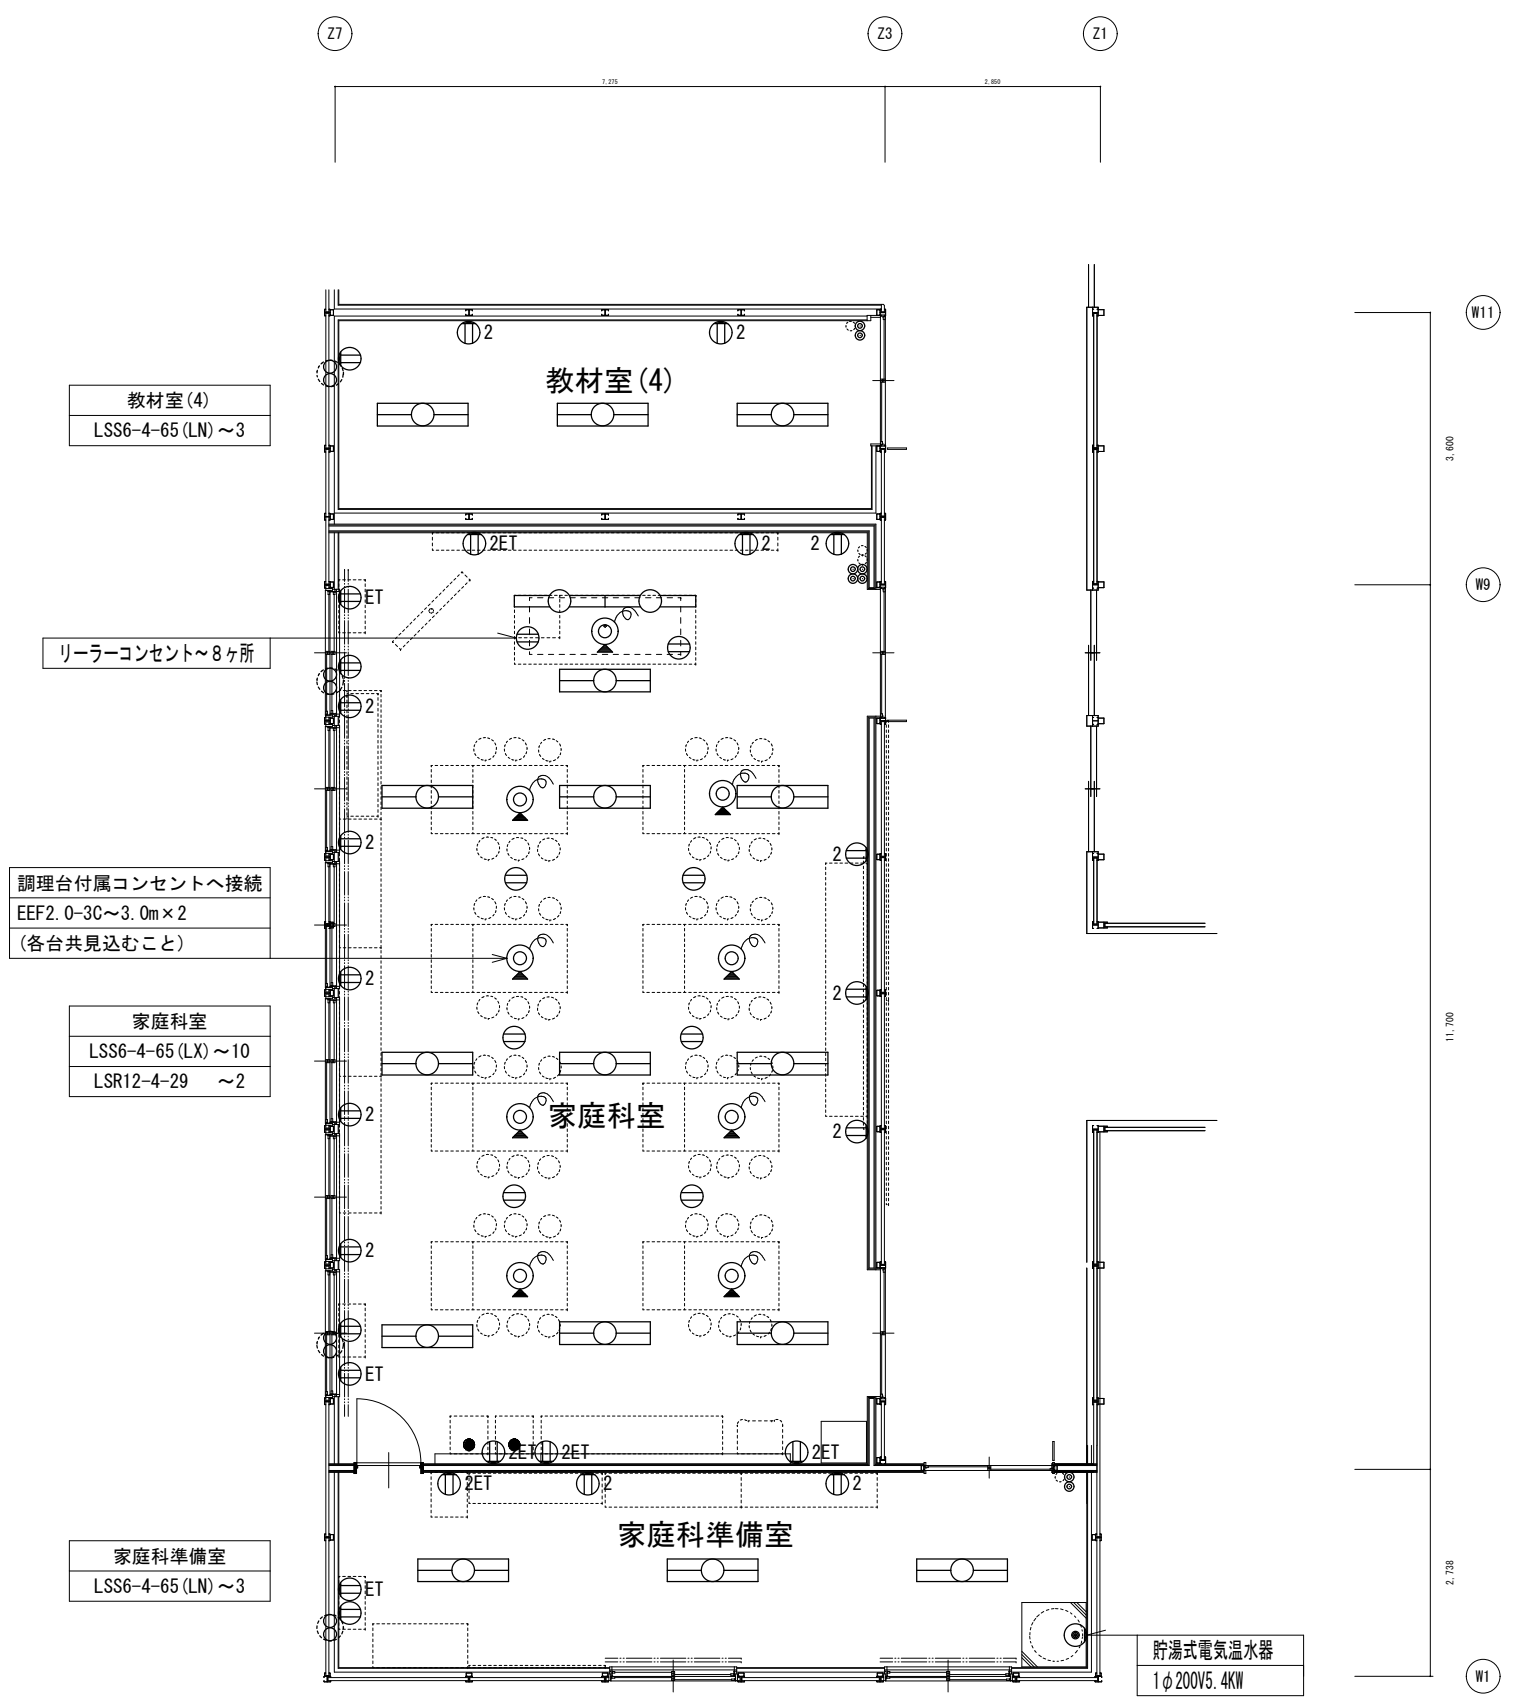 Z7
Z3
Z1
7,275
2,850
W11
2
2
教材室(4)
教材室(4)
LSS6-4-65(LN)～3
3,600
2ET
2
2
ET
W9
リーラーコンセント～8ヶ所
2
2
2
調理台付属コンセントへ接続
EEF2.0-3C～3.0m×2
(各台共見込むこと)
2
2
家庭科室
LSS6-4-65(LX)～10
LSR12-4-29 ～2
11,700
家庭科室
2
2
2
ET
2ET
2ET
2ET
2ET
2
2
家庭科準備室
家庭科準備室
LSS6-4-65(LN)～3
ET
2,738
貯湯式電気温水器
1φ200V5.4KW
W1